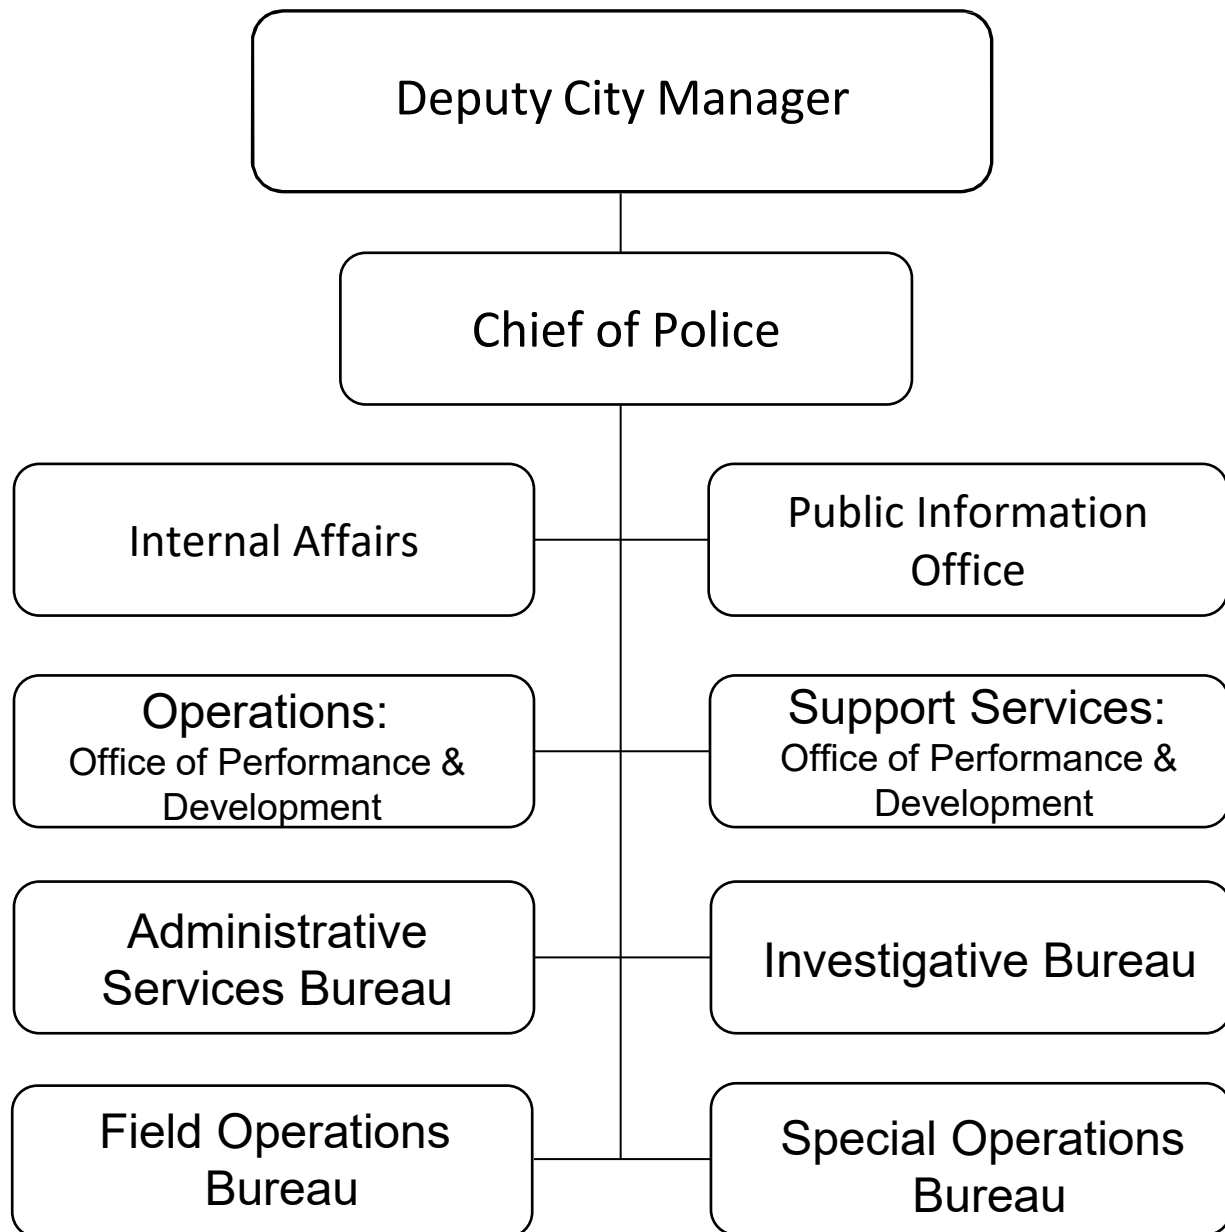 Deputy City Manager
Chief of Police
Internal Affairs
Public Information
Office
Operations:
Office of Performance &
Development
Support Services:
Office of Performance &
Development
Administrative
Services Bureau
Investigative Bureau
Field Operations
Bureau
Special Operations
Bureau